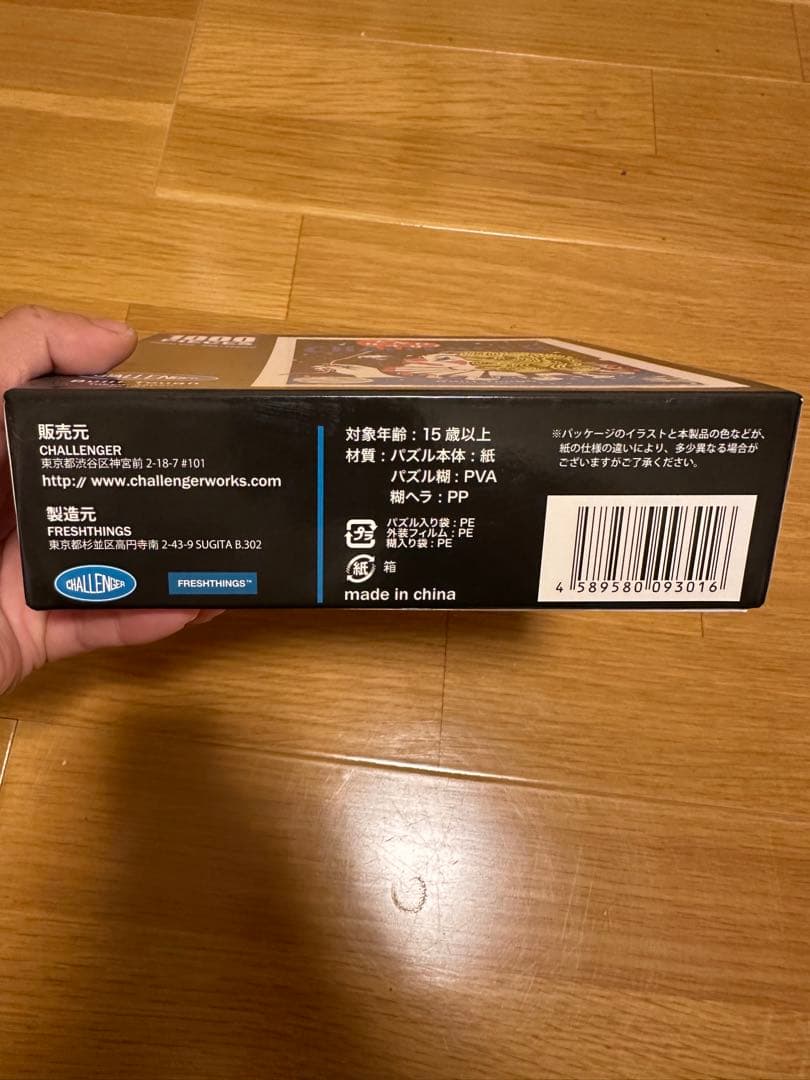 1000
販売元
CHALLENGER
東京都渋谷区神宮前 2-18-7 #101
http:// www.challengerworks.com
製造元
FRESHTHINGS
東京都杉並区高円寺南 2-43-9 SUGITA B.302
CHALLENGER
FRESHTHINGS™
対象年齢：15 歳以上
材質：パズル本体：紙
パズル糊：PVA
糊ヘラ：PP
プラ
パズル入り袋：PE
外装フィルム：PE
糊入り袋：PE
紙
箱
made in china
※パッケージのイラストと本製品の色などが、
紙の仕様の違いにより、多少異なる場合が
ございますがご了承ください。
4 589580 093016